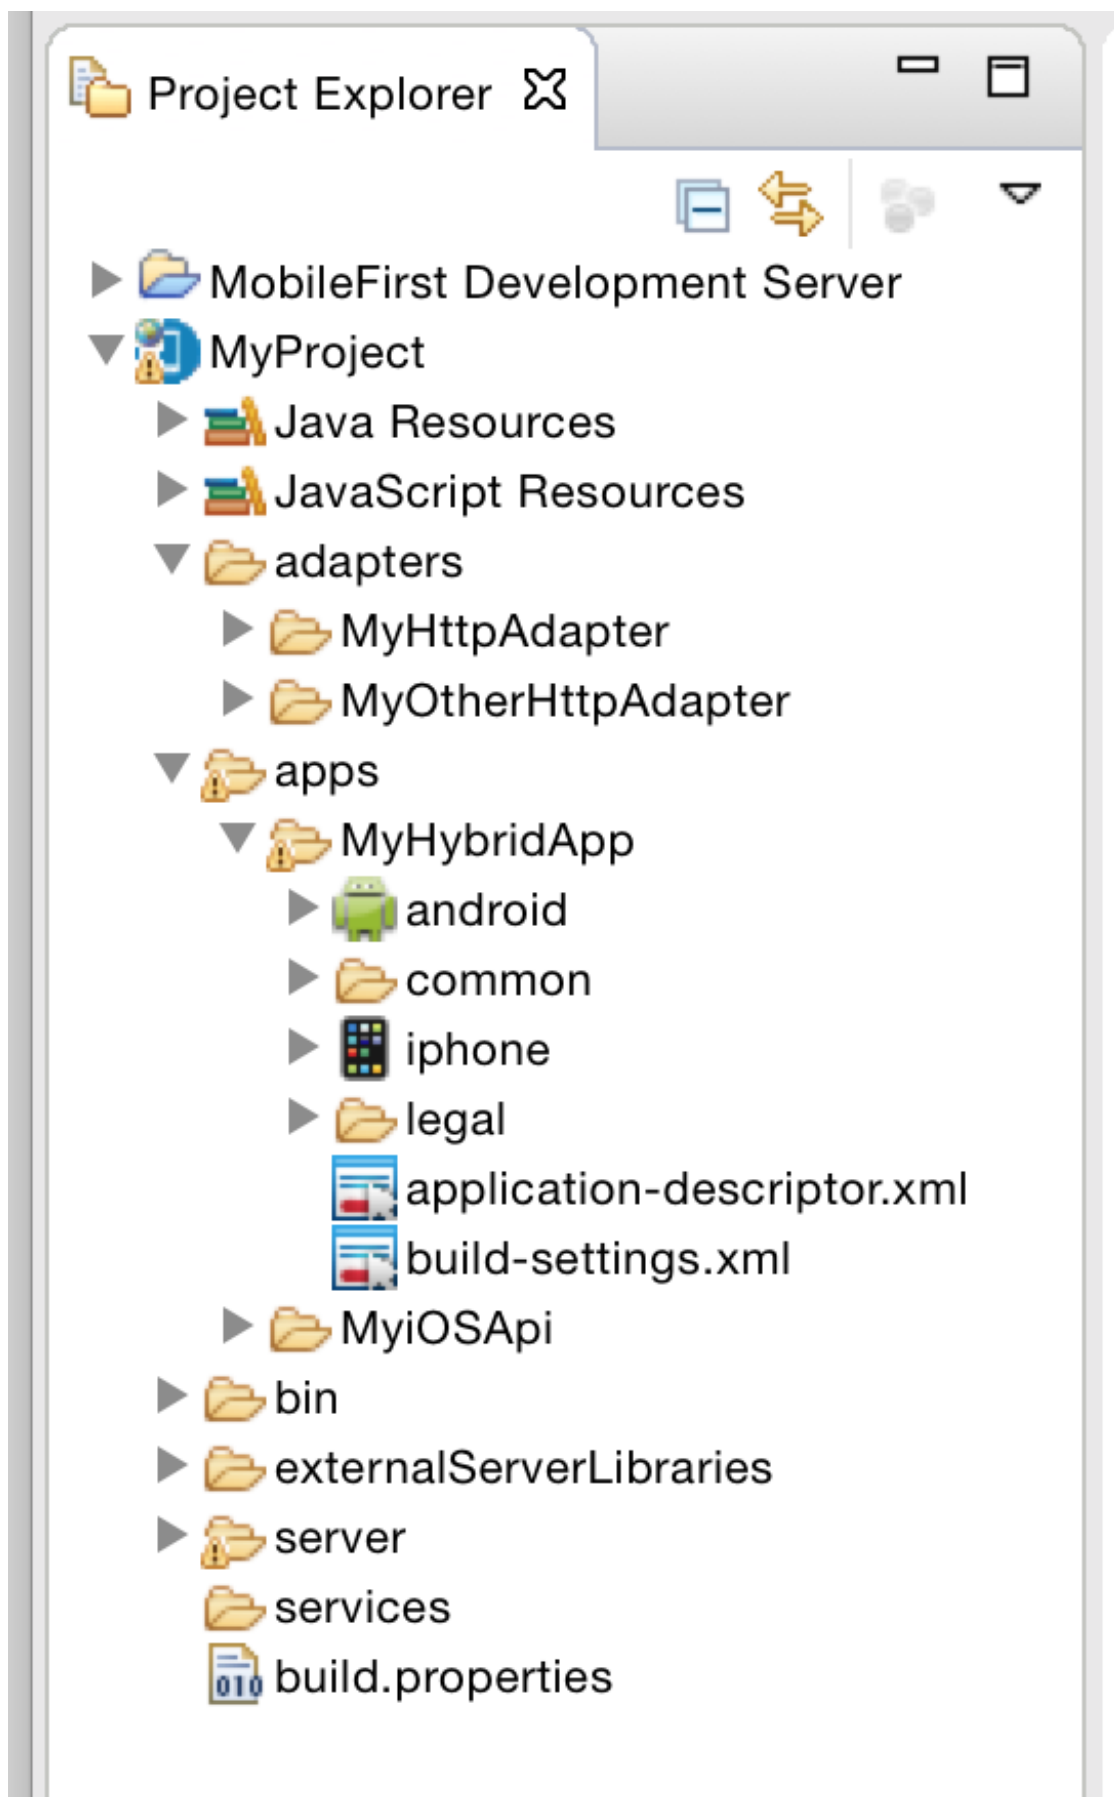 Project Explorer
MobileFirst Development Server
MyProject
Java Resources
JavaScript Resources
adapters
MyHttpAdapter
MyOtherHttpAdapter
apps
MyHybridApp
android
common
iphone
legal
application-descriptor.xml
build-settings.xml
MyiOSApi
bin
externalServerLibraries
server
services
010 build.properties